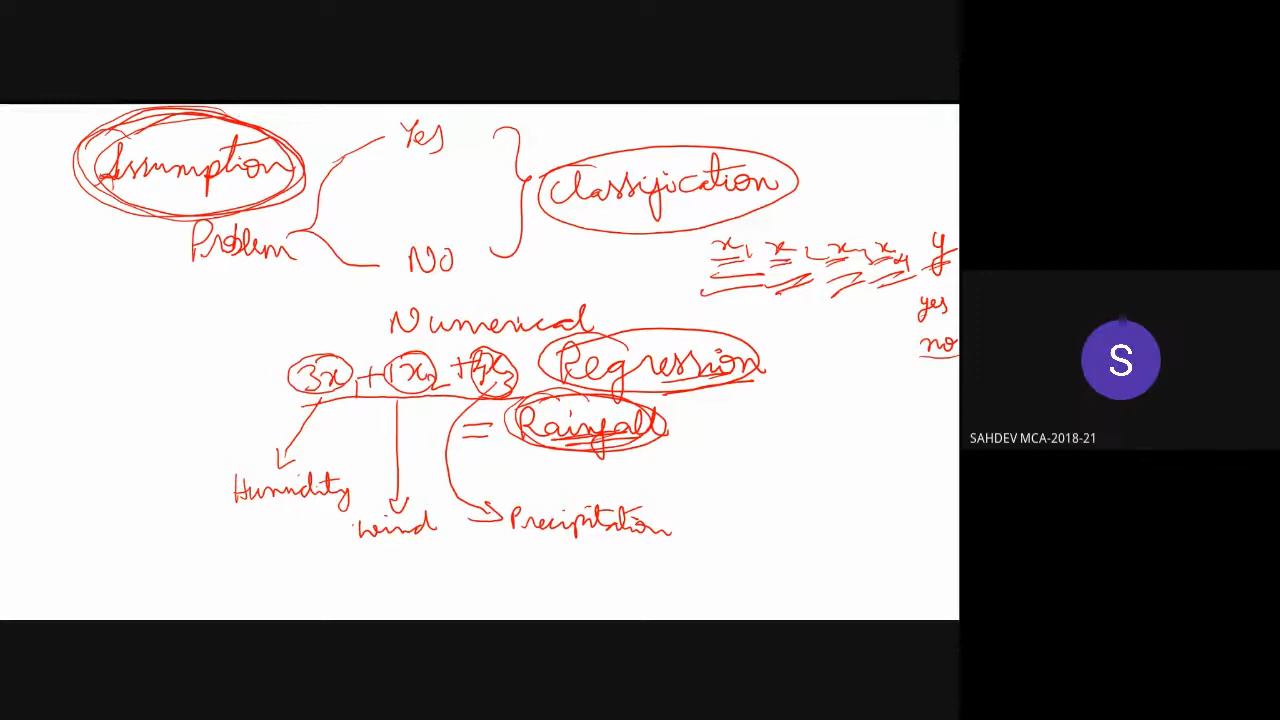 Assumption
Problem
Yes
No
Classification
x1 x2 x3 x4 y
yes
no
Numerical
Regression
3x1 + 1x2 + 4x3
= Rainfall
Humidity
Wind
Precipitation
S
SAHDEV MCA-2018-21